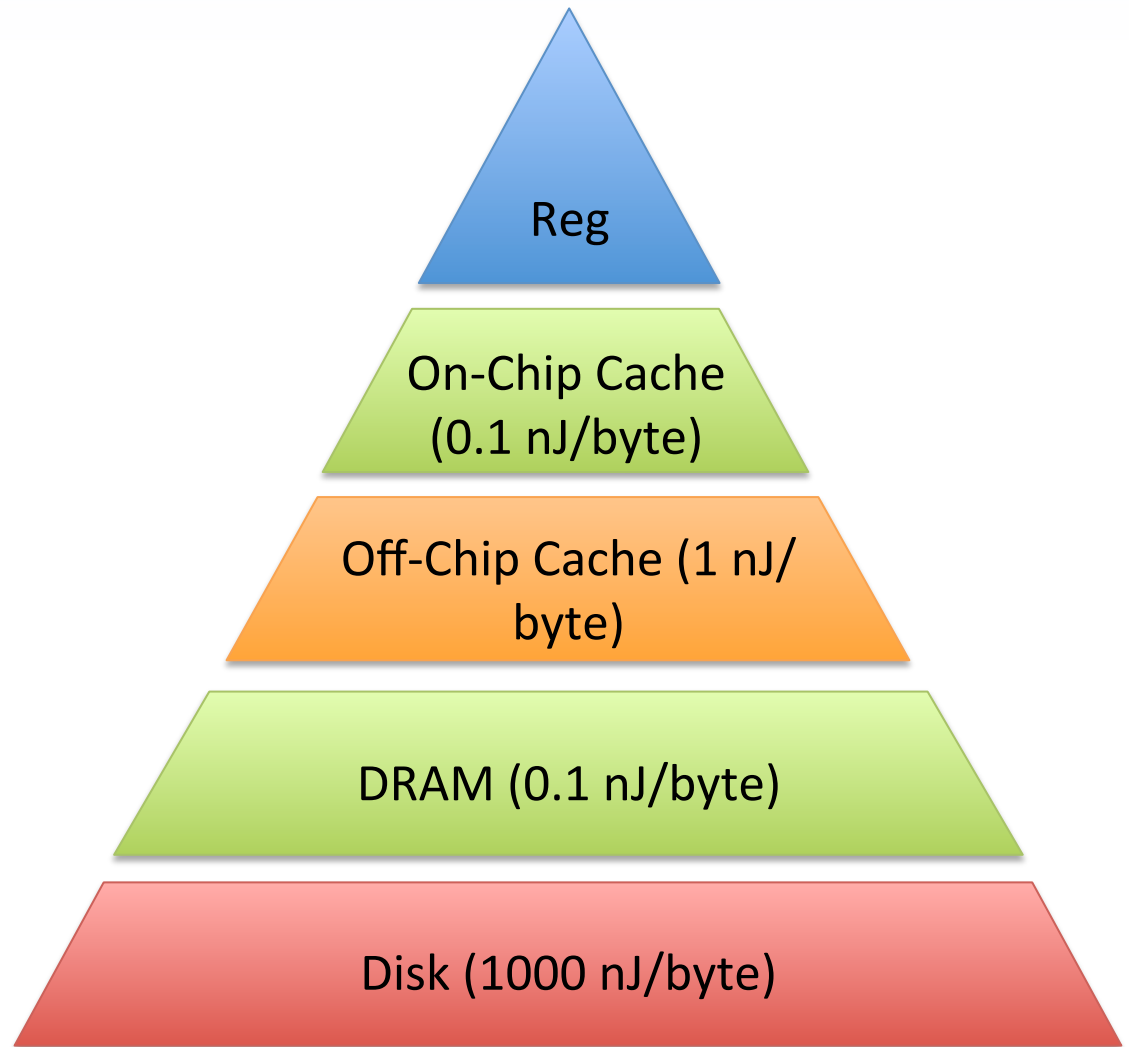 Reg
On-Chip Cache
(0.1 nJ/byte)
Off-Chip Cache (1 nJ/
byte)
DRAM (0.1 nJ/byte)
Disk (1000 nJ/byte)